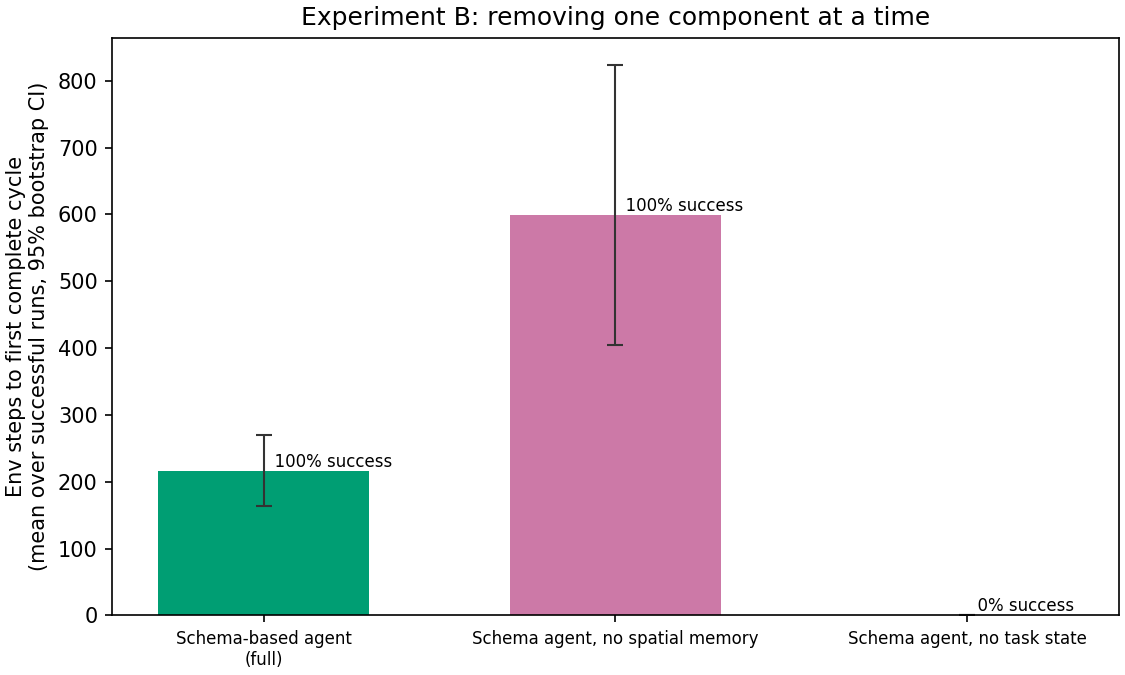 Experiment B: removing one component at a time
Env steps to first complete cycle
(mean over successful runs, 95% bootstrap CI)
800
700
600
500
400
300
200
100
0
100% success
100% success
0% success
Schema-based agent
(full)
Schema agent, no spatial memory
Schema agent, no task state